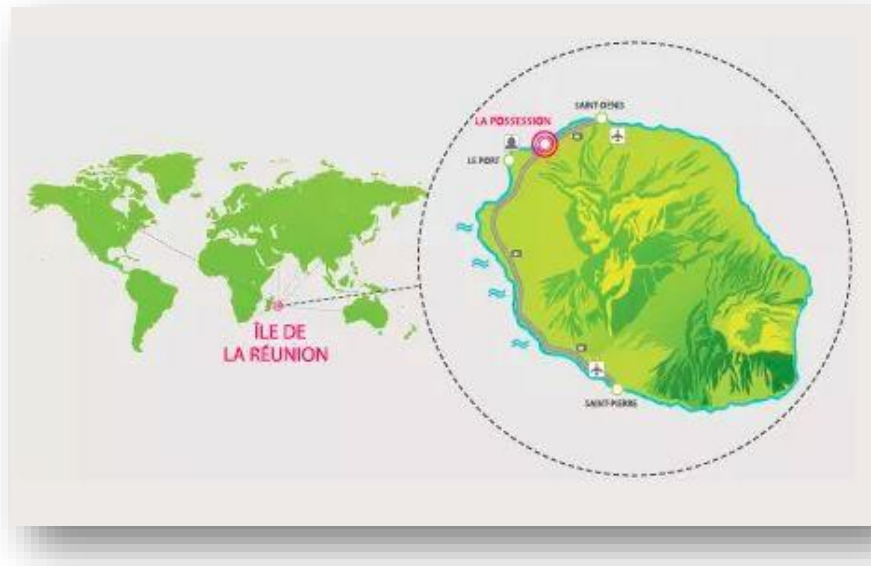 SAINT-DENIS
LA POSSESSION
LE PORT
ÎLE DE
LA RÉUNION
SAINT-PIERRE